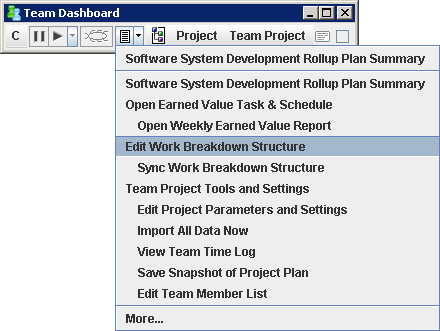 Team Dashboard
C Project Team Project
Software System Development Rollup Plan Summary
Software System Development Rollup Plan Summary
Open Earned Value Task & Schedule
Open Weekly Earned Value Report
Edit Work Breakdown Structure
Sync Work Breakdown Structure
Team Project Tools and Settings
Edit Project Parameters and Settings
Import All Data Now
View Team Time Log
Save Snapshot of Project Plan
Edit Team Member List
More...